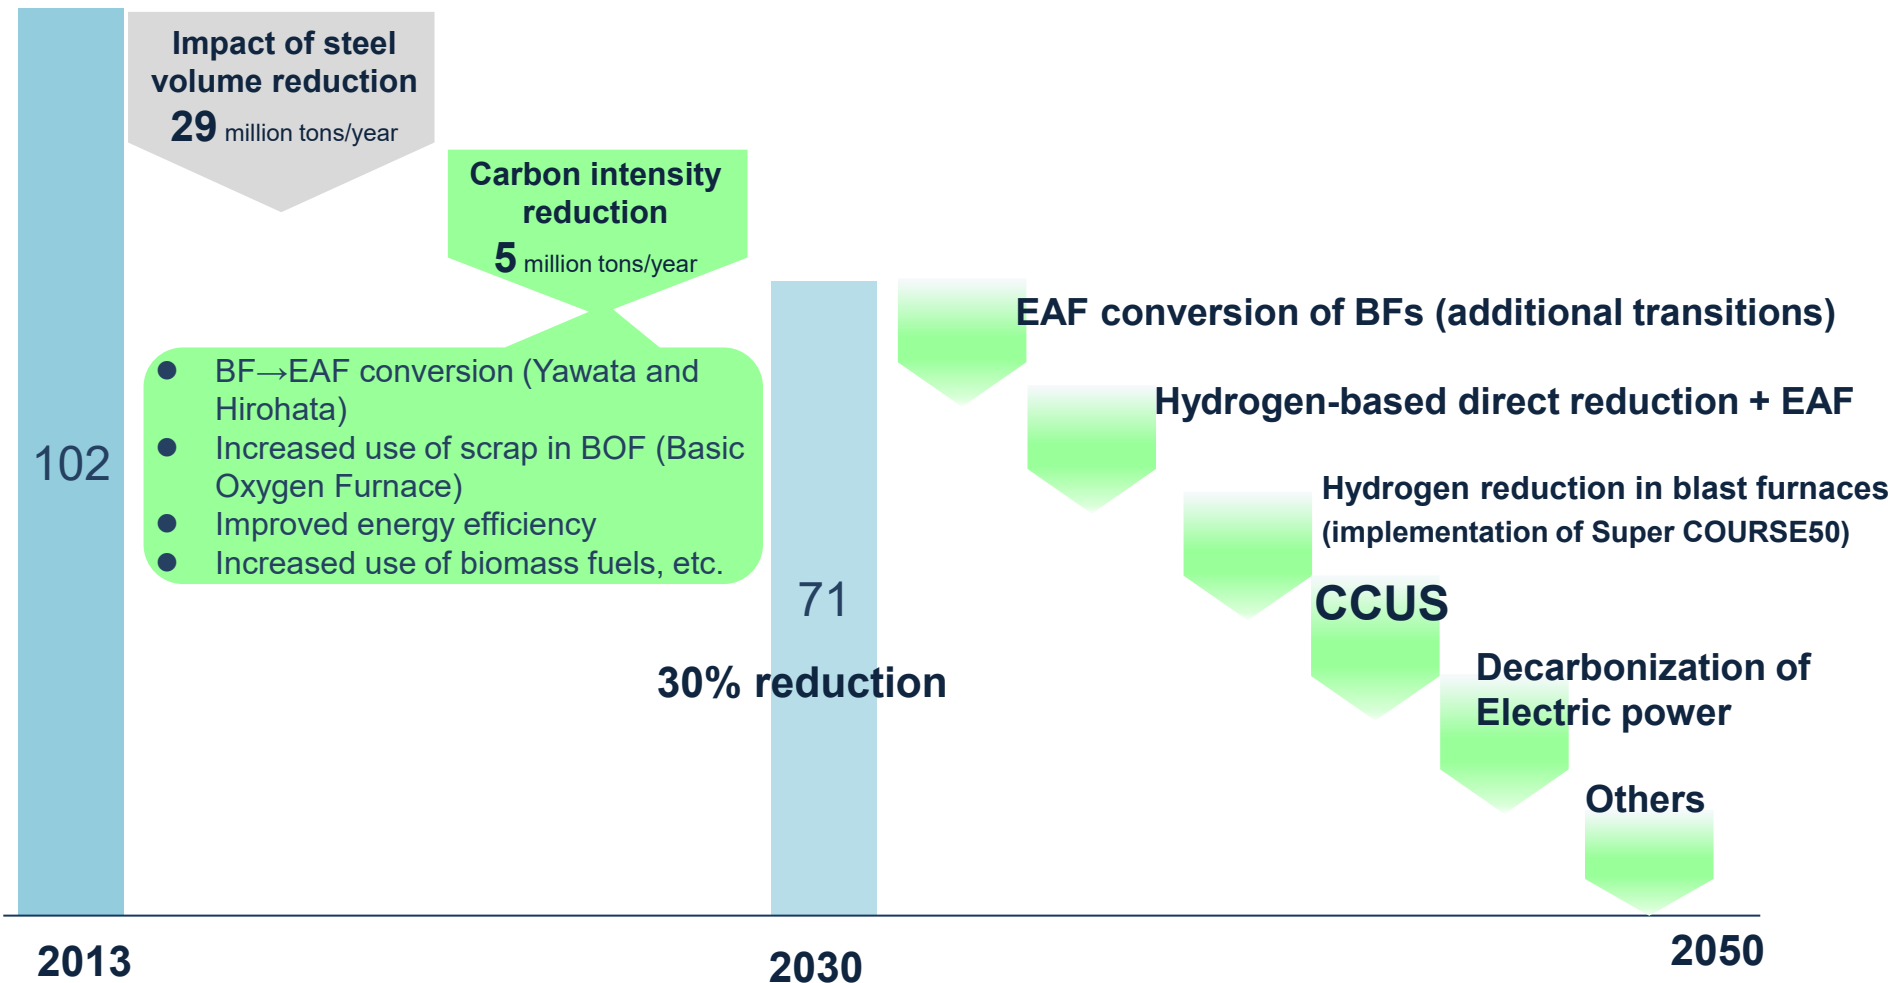 Impact of steel
volume reduction
29 million tons/year
Carbon intensity
reduction
5 million tons/year
● BF→EAF conversion (Yawata and
Hirohata)
● Increased use of scrap in BOF (Basic
Oxygen Furnace)
● Improved energy efficiency
● Increased use of biomass fuels, etc.
102
71
30% reduction
EAF conversion of BFs (additional transitions)
Hydrogen-based direct reduction + EAF
Hydrogen reduction in blast furnaces
(implementation of Super COURSE50)
CCUS
Decarbonization of
Electric power
Others
2013
2030
2050